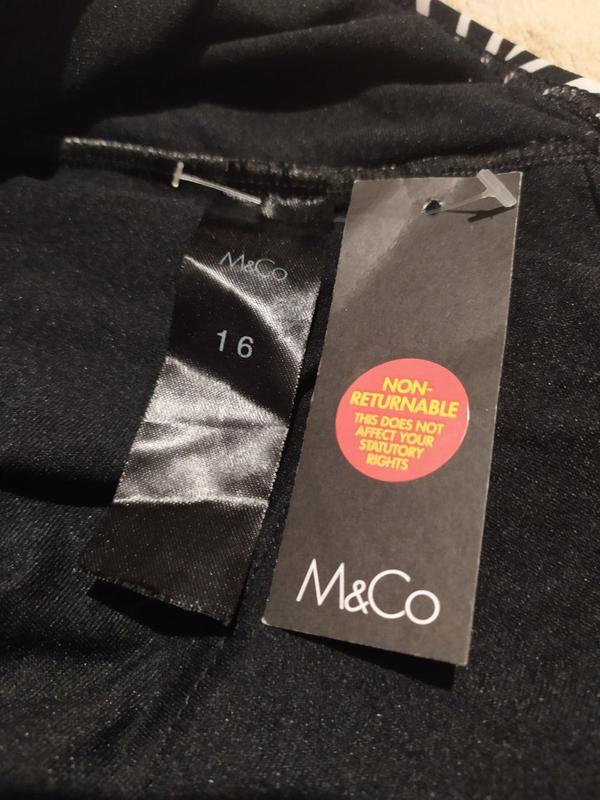 M&Co
16
NON-
RETURNABLE
THIS DOES NOT
AFFECT YOUR
STATUTORY
RIGHTS
M&Co